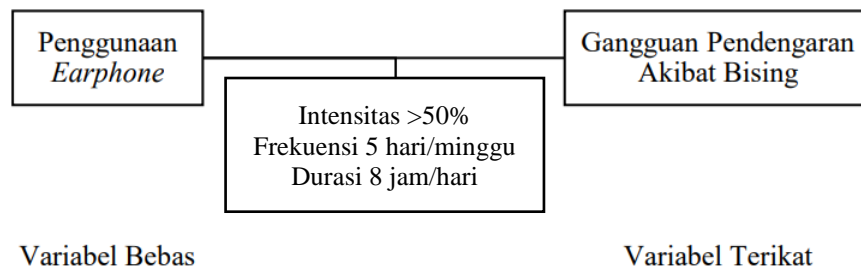 Penggunaan
Earphone
Gangguan Pendengaran
Akibat Bising
Intensitas >50%
Frekuensi 5 hari/minggu
Durasi 8 jam/hari
Variabel Bebas
Variabel Terikat